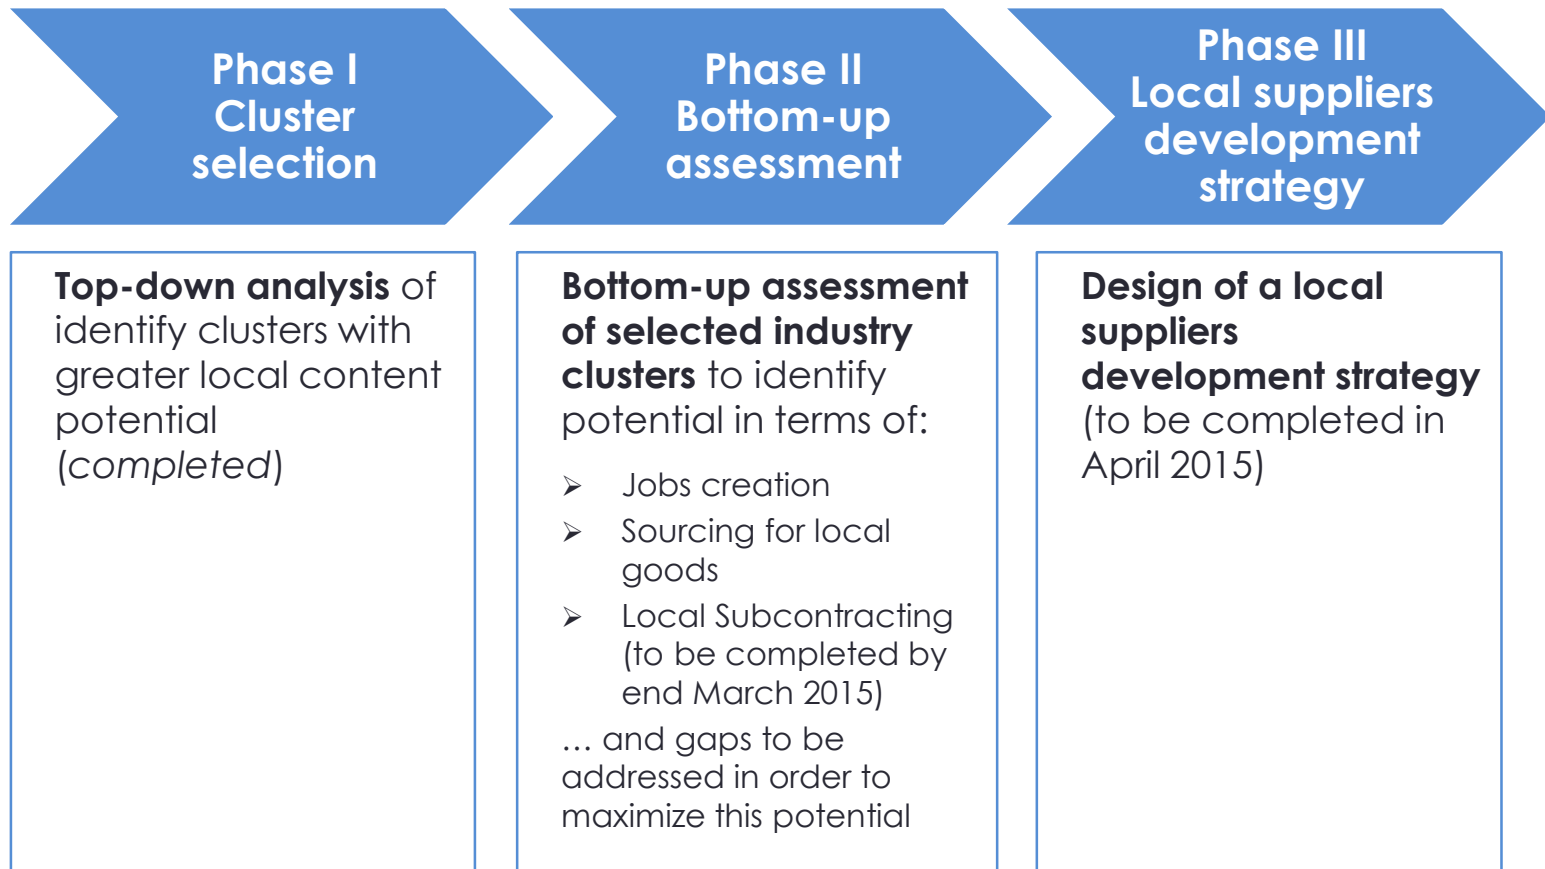 Phase I
Cluster
selection
Phase II
Bottom-up
assessment
Phase III
Local suppliers
development
strategy
Top-down analysis of
identify clusters with
greater local content
potential
(completed)
Bottom-up assessment
of selected industry
clusters to identify
potential in terms of:
➢ Jobs creation
➢ Sourcing for local
goods
➢ Local Subcontracting
(to be completed by
end March 2015)
… and gaps to be
addressed in order to
maximize this potential
Design of a local
suppliers
development strategy
(to be completed in
April 2015)